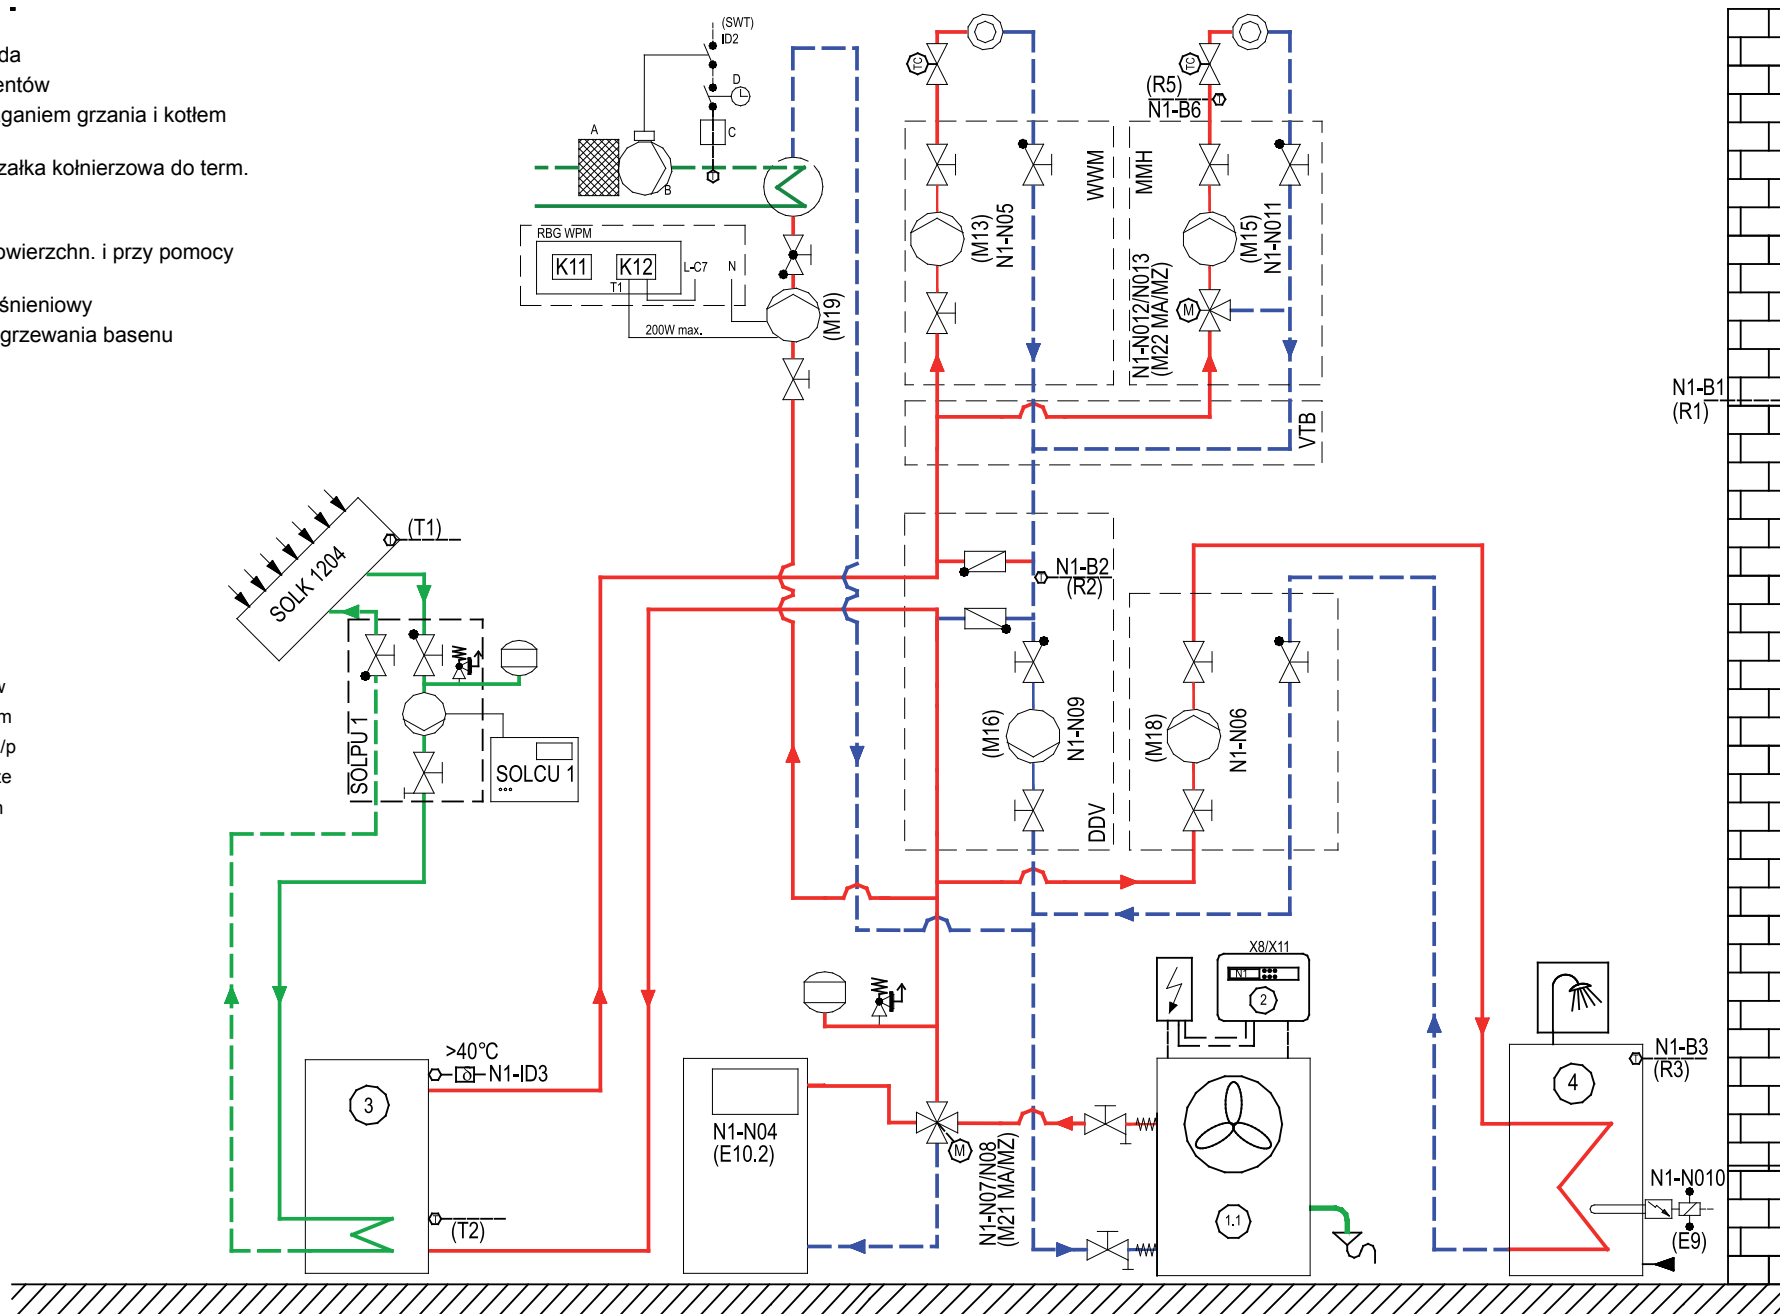 da
entów
ganiem grzania i kotłem
załka kołnierzowa do term.
owierzchn. i przy pomocy
śnieniowy
grzewania basenu
w
m
/p
że
h
(SWT)
ID2
D
C
A
B
T
RBG WPM
K11
K12
L-C7
N
T1
200W max.
(M19)
TC
(M13)
N1-N05
WWM
TC
(R5)
N1-B6
MMH
(M15)
N1-N011
M
N1-N012/N013
(M22 MA/MZ)
VTB
N1-B1
(R1)
SOLK 1204
(T1)
SOLPU 1
SOLCU 1
N1-B2
(R2)
(M16)
N1-N09
DDV
(M18)
N1-N06
>40°C
N1-ID3
3
(T2)
N1-N04
(E10.2)
M
N1-N07/N08
(M21 MA/MZ)
X8/X11
N1
2
1.1
4
N1-B3
(R3)
N1-N010
(E9)